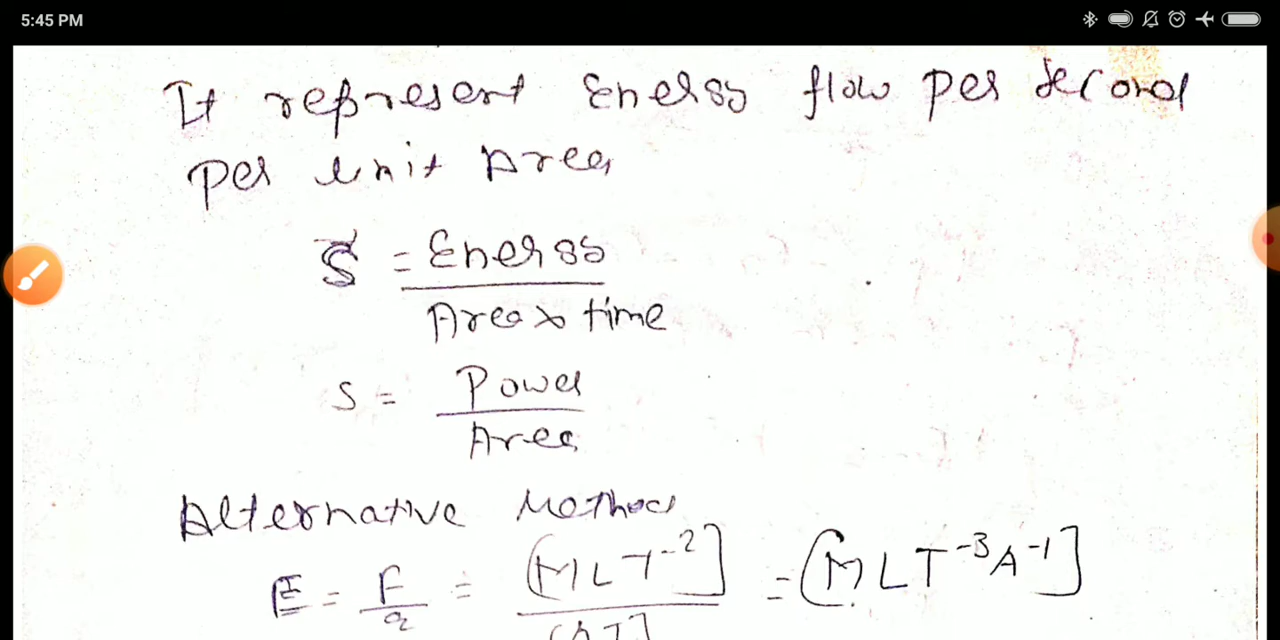 5:45 PM
It represent Energy flow per second
per unit Area
S⃗ = Energy / Area × time
S = Power / Area
Alternative Method
E = F/q = [MLT⁻²] / [AT] = [MLT⁻³A⁻¹]